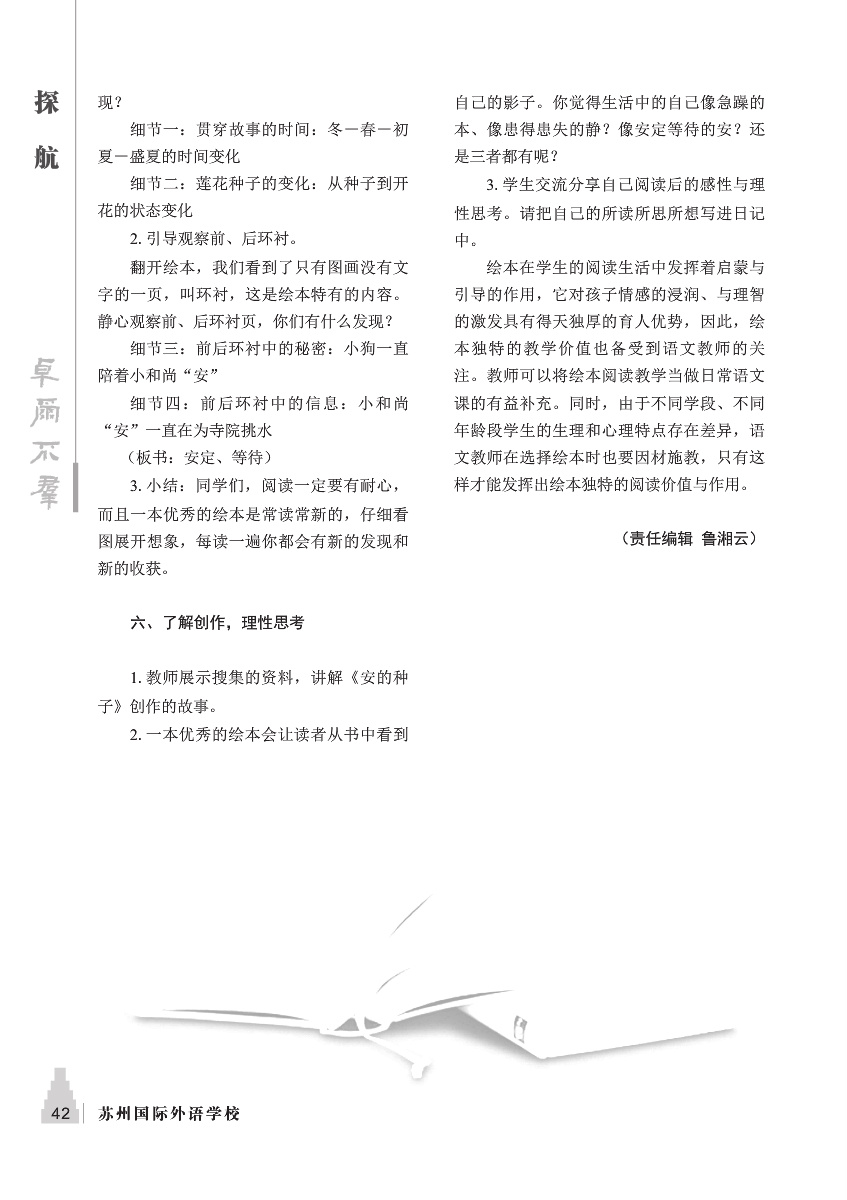 探
航
卓
尔
不
群
现？
细节一：贯穿故事的时间：冬－春－初
夏－盛夏的时间变化
细节二：莲花种子的变化：从种子到开
花的状态变化
2. 引导观察前、后环衬。
翻开绘本，我们看到了只有图画没有文
字的一页，叫环衬，这是绘本特有的内容。
静心观察前、后环衬页，你们有什么发现？
细节三：前后环衬中的秘密：小狗一直
陪着小和尚“安”
细节四：前后环衬中的信息：小和尚
“安”一直在为寺院挑水
（板书：安定、等待）
3. 小结：同学们，阅读一定要有耐心，
而且一本优秀的绘本是常读常新的，仔细看
图展开想象，每读一遍你都会有新的发现和
新的收获。
六、了解创作，理性思考
1. 教师展示搜集的资料，讲解《安的种
子》创作的故事。
2. 一本优秀的绘本会让读者从书中看到
自己的影子。你觉得生活中的自己像急躁的
本、像患得患失的静？像安定等待的安？还
是三者都有呢？
3. 学生交流分享自己阅读后的感性与理
性思考。请把自己的所读所思所想写进日记
中。
绘本在学生的阅读生活中发挥着启蒙与
引导的作用，它对孩子情感的浸润、与理智
的激发具有得天独厚的育人优势，因此，绘
本独特的教学价值也备受到语文教师的关
注。教师可以将绘本阅读教学当做日常语文
课的有益补充。同时，由于不同学段、不同
年龄段学生的生理和心理特点存在差异，语
文教师在选择绘本时也要因材施教，只有这
样才能发挥出绘本独特的阅读价值与作用。
（责任编辑 鲁湘云）
42
苏州国际外语学校